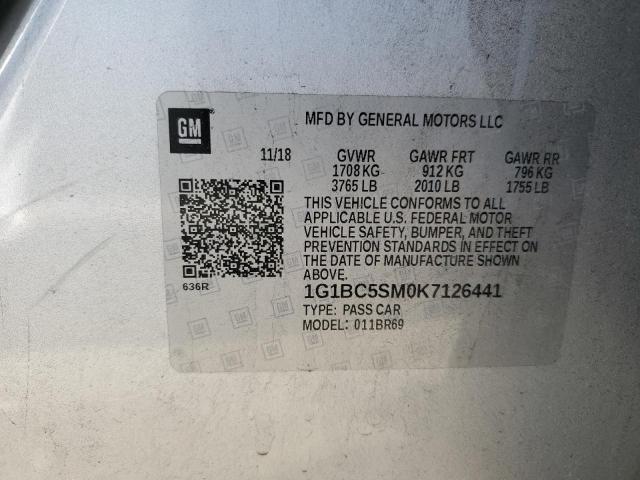 GM
MFD BY GENERAL MOTORS LLC
11/18 GVWR GAWR FRT GAWR RR
1708 KG 912 KG 796 KG
3765 LB 2010 LB 1755 LB
THIS VEHICLE CONFORMS TO ALL
APPLICABLE U.S. FEDERAL MOTOR
VEHICLE SAFETY, BUMPER, AND THEFT
PREVENTION STANDARDS IN EFFECT ON
THE DATE OF MANUFACTURE SHOWN
ABOVE.
636R
1G1BC5SM0K7126441
TYPE: PASS CAR
MODEL: 011BR69